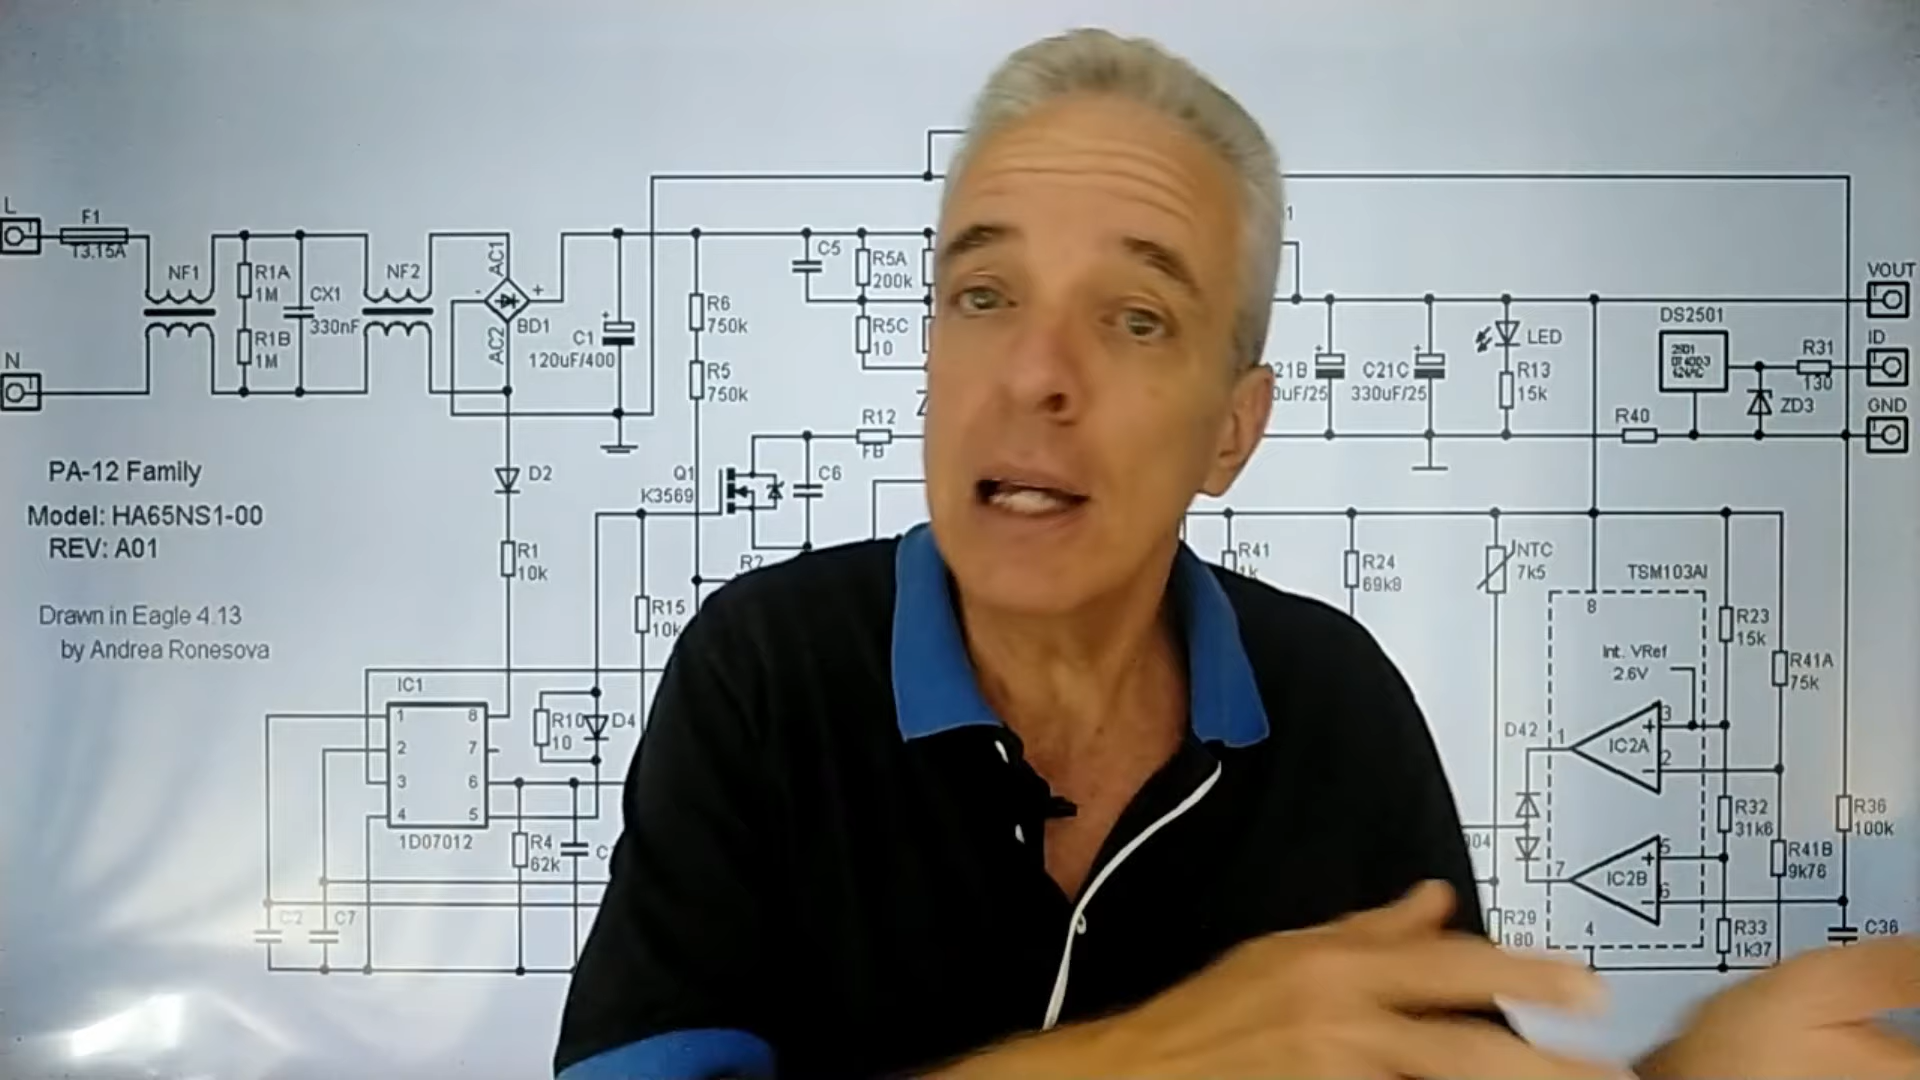 L
F1
T3.15A
N
NF1
R1A
1M
R1B
1M
CX1
330nF
NF2
AC1
AC2
-
+
BD1
C1
120uF/400
R6
750k
R5
750k
C5
R5A
200k
R5C
10
R12
FB
Q1
K3569
C6
PA-12 Family
Model: HA65NS1-00
REV: A01
Drawn in Eagle 4.13
by Andrea Ronesova
D2
R1
10k
R15
10k
IC1
1
2
3
4
8
7
6
5
1D07012
R10
10
D4
R4
62k
C2
C7
C21C
330uF/25
LED
R13
15k
DS2501
2501
R31
130
ZD3
R40
VOUT
ID
GND
R41
1k
R24
69k8
NTC
7k5
TSM103AI
8
Int. VRef
2.6V
R23
15k
R41A
75k
D42
1
IC2A
3
2
+
-
R32
31k6
R36
100k
7
IC2B
5
6
+
-
R41B
9k76
R29
180
4
R33
1k37
C36